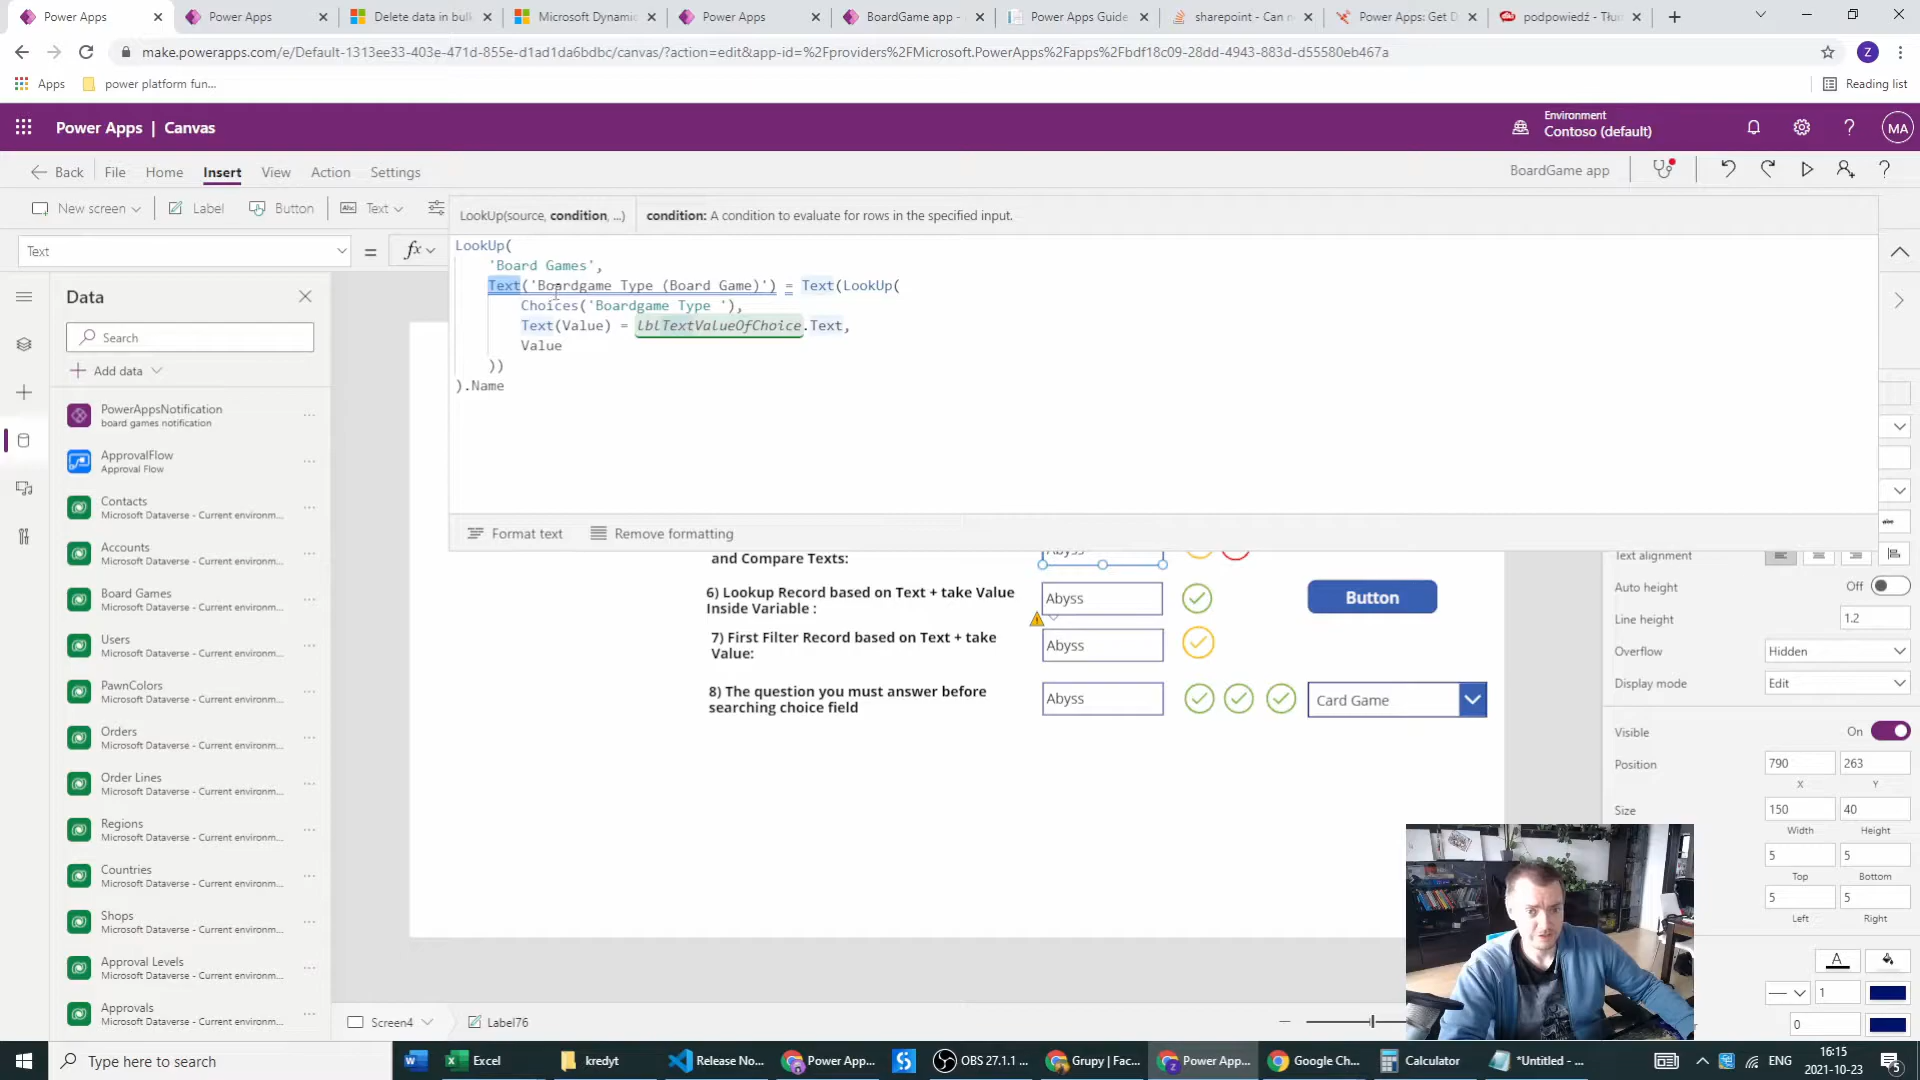 Power Apps
Power Apps
Delete data in bulk
Microsoft Dynamic
Power Apps
BoardGame app -
Power Apps Guide
sharepoint - Can n
Power Apps: Get D
podpowiedź - Tłum
make.powerapps.com/e/Default-1313ee33-403e-471d-855e-d1ad1da6bdbc/canvas/?action=edit&app-id=%2Fproviders%2FMicrosoft.PowerApps%2Fapps%2Fbdf18c09-28dd-4943-883d-d55580eb467a
Z
Apps
power platform fun...
Reading list
Power Apps | Canvas
Environment
Contoso (default)
MA
Back
File
Home
Insert
View
Action
Settings
BoardGame app
New screen
Label
Button
Text
LookUp(source, condition, ...)
condition: A condition to evaluate for rows in the specified input.
Text
=
fx
LookUp(
'Board Games',
Text('Boardgame Type (Board Game)') = Text(LookUp(
Choices('Boardgame Type '),
Text(Value) = lblTextValueOfChoice.Text,
Value
))
).Name
Format text
Remove formatting
Data
Search
Add data
PowerAppsNotification
board games notification
ApprovalFlow
Approval Flow
Contacts
Microsoft Dataverse - Current environm...
Accounts
Microsoft Dataverse - Current environm...
Board Games
Microsoft Dataverse - Current environm...
Users
Microsoft Dataverse - Current environm...
PawnColors
Microsoft Dataverse - Current environm...
Orders
Microsoft Dataverse - Current environm...
Order Lines
Microsoft Dataverse - Current environm...
Regions
Microsoft Dataverse - Current environm...
Countries
Microsoft Dataverse - Current environm...
Shops
Microsoft Dataverse - Current environm...
Approval Levels
Microsoft Dataverse - Current environm...
Approvals
Microsoft Dataverse - Current environm...
and Compare Texts:
Abyss
6) Lookup Record based on Text + take Value
Inside Variable :
Abyss
Button
7) First Filter Record based on Text + take
Value:
Abyss
8) The question you must answer before
searching choice field
Abyss
Card Game
Text alignment
Auto height
Off
Line height
1.2
Overflow
Hidden
Display mode
Edit
Visible
On
Position
790
263
X
Y
Size
150
40
Width
Height
5
5
Top
Bottom
5
5
Left
Right
A
1
0
Screen4
Label76
Type here to search
Excel
kredyt
Release No...
Power App...
OBS 27.1.1 ...
Grupy | Fac...
Power App...
Google Ch...
Calculator
*Untitled - ...
ENG
16:15
2021-10-23
5